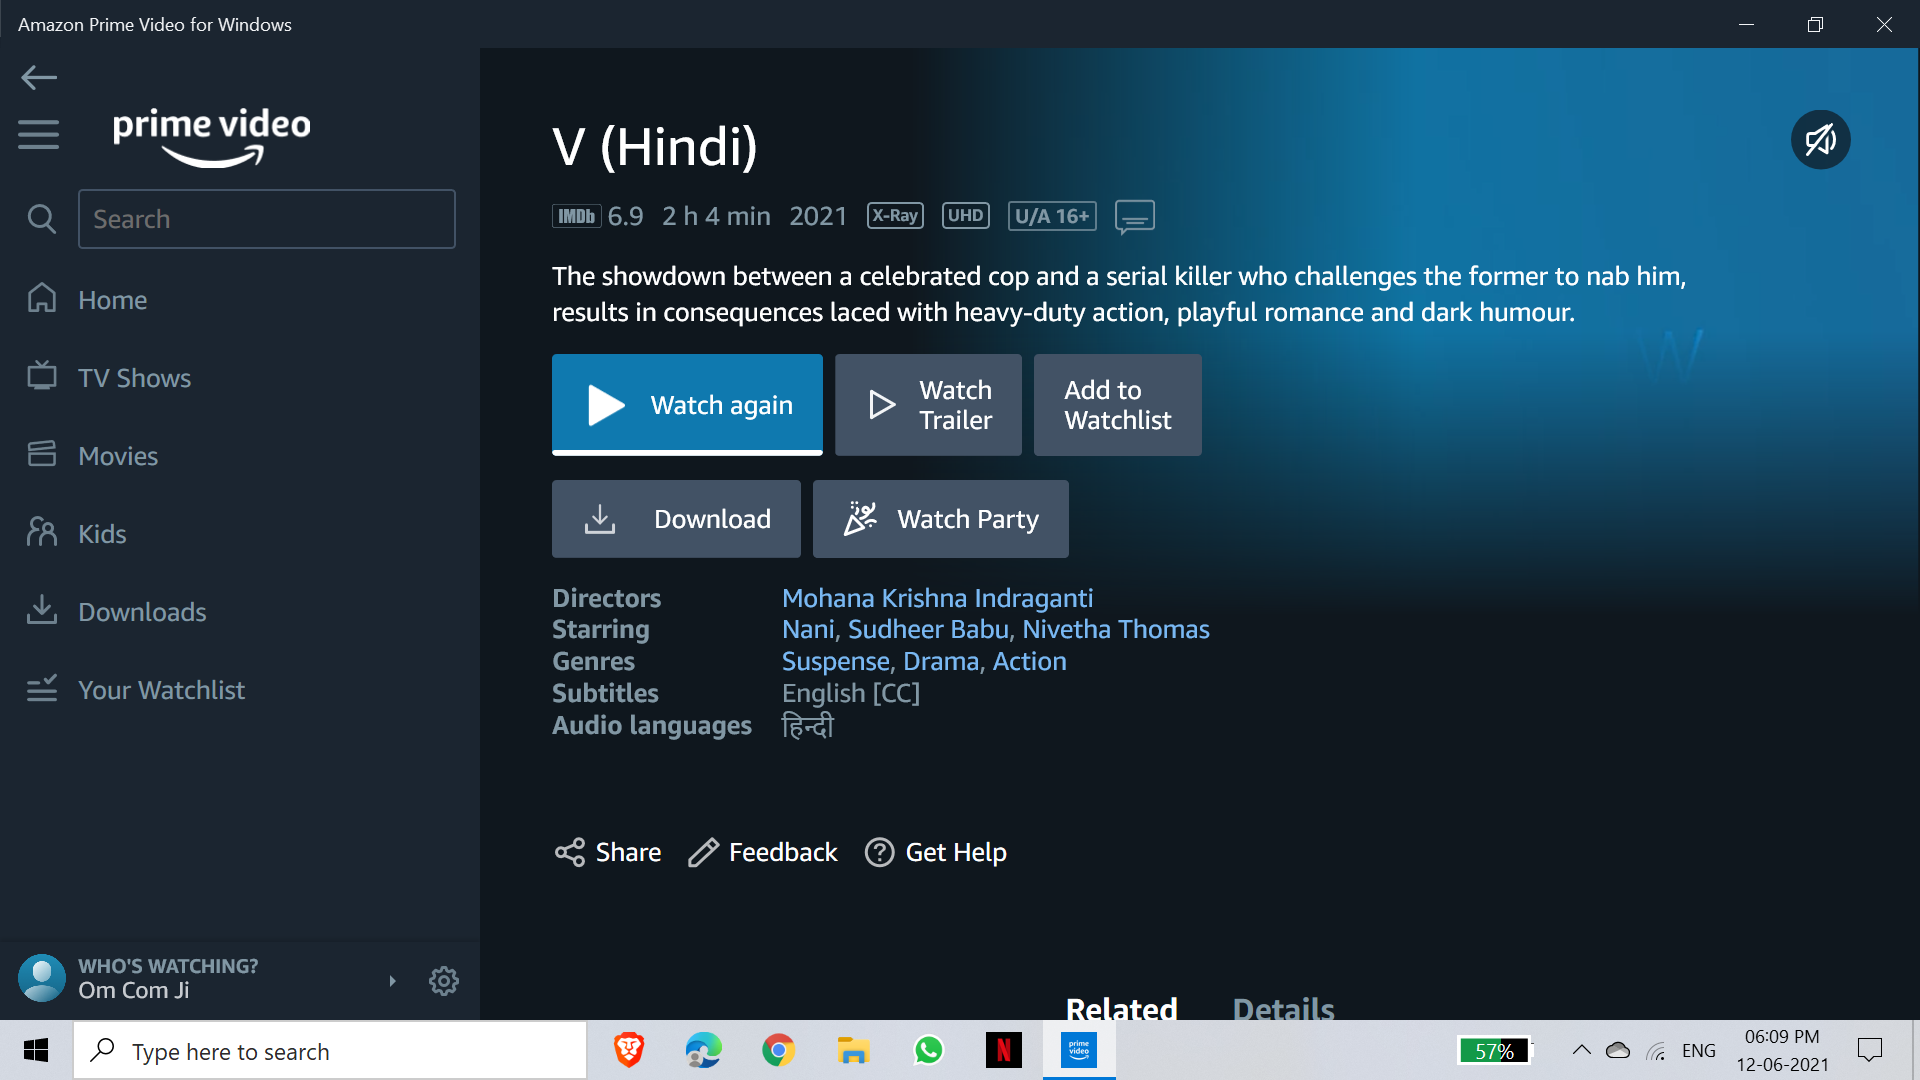 Amazon Prime Video for Windows
prime video
Search
Home
TV Shows
Movies
Kids
Downloads
Your Watchlist
WHO'S WATCHING?
Om Com Ji
V (Hindi)
IMDb 6.9 2 h 4 min 2021 X-Ray UHD U/A 16+
The showdown between a celebrated cop and a serial killer who challenges the former to nab him,
results in consequences laced with heavy-duty action, playful romance and dark humour.
Watch again
Watch
Trailer
Add to
Watchlist
Download
Watch Party
Directors Mohana Krishna Indraganti
Starring Nani, Sudheer Babu, Nivetha Thomas
Genres Suspense, Drama, Action
Subtitles English [CC]
Audio languages हिन्दी
Share Feedback Get Help
Related Details
W
Type here to search
N
prime
video
57%
ENG
06:09 PM
12-06-2021